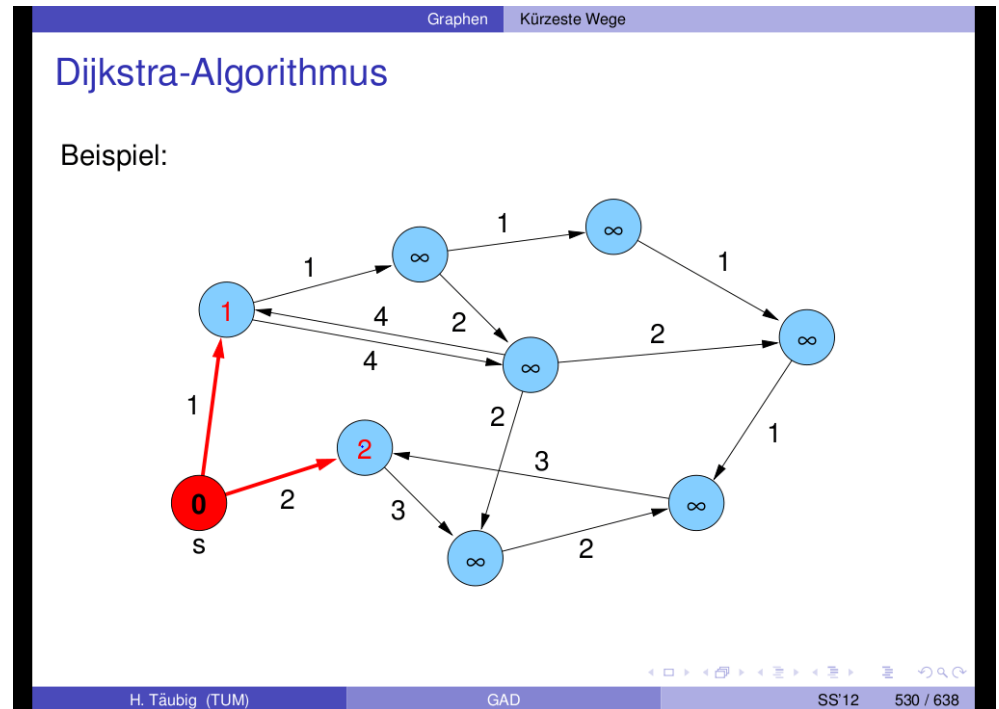 Graphen Kürzeste Wege
Dijkstra-Algorithmus
Beispiel:
1 ∞
1 ∞ 1
1 4 2 2 ∞
4 ∞
1 2 2 3 1
0 2 3 ∞
s ∞ 2
H. Täubig (TUM) GAD SS'12 530 / 638